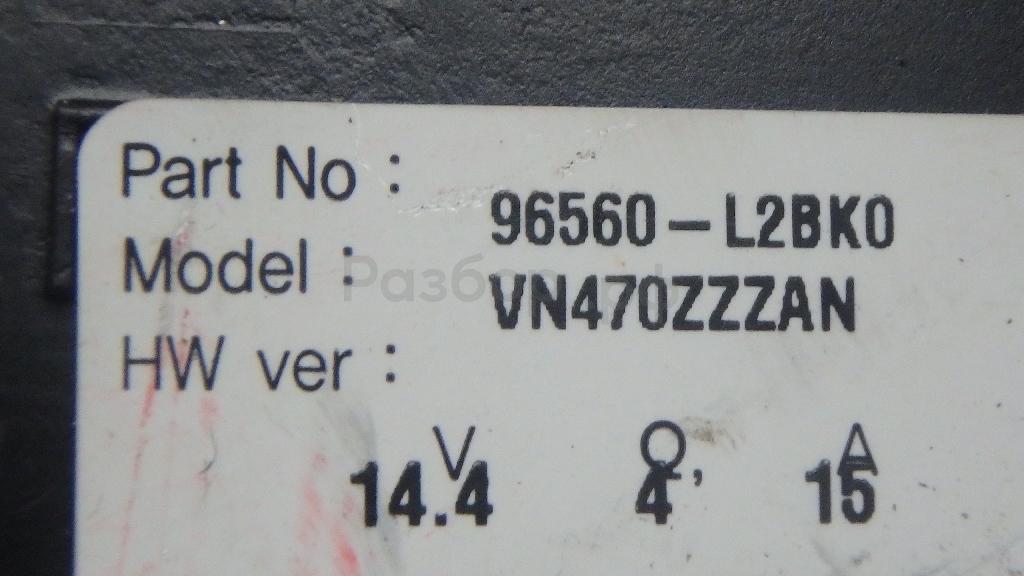 Part No : 96560-L2BK0
Model : VN470ZZZAN
HW ver :
V Ω, A
14.4 4 15